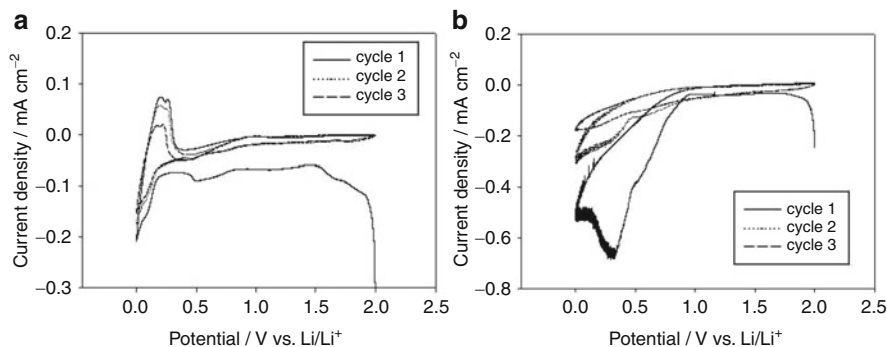 a
0.2
0.1
0.0
−0.1
−0.2
−0.3
Current density / mA cm⁻²
cycle 1
cycle 2
cycle 3
0.0 0.5 1.0 1.5 2.0 2.5
Potential / V vs. Li/Li⁺
b
0.2
0.0
−0.2
−0.4
−0.6
−0.8
Current density / mA cm⁻²
cycle 1
cycle 2
cycle 3
0.0 0.5 1.0 1.5 2.0 2.5
Potential / V vs. Li/Li⁺